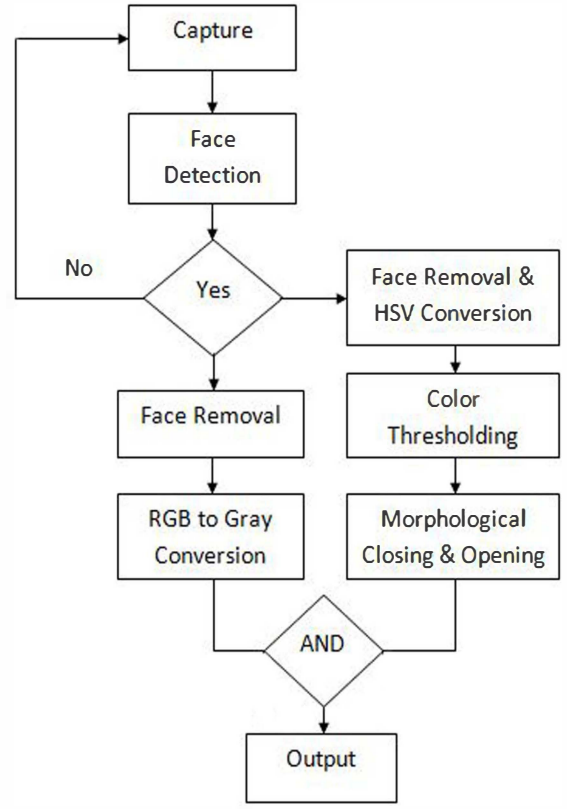 Capture
Face
Detection
No
Yes
Face Removal &
HSV Conversion
Face Removal
Color
Thresholding
RGB to Gray
Conversion
Morphological
Closing & Opening
AND
Output